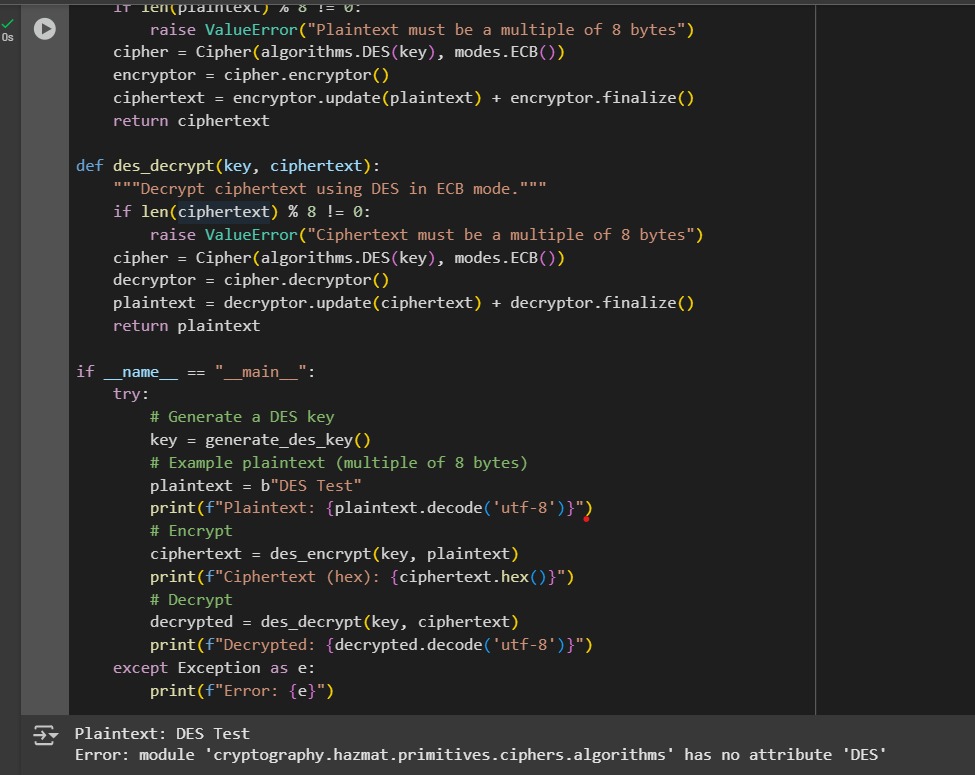 if len(plaintext) % 8 != 0:
0s
raise ValueError("Plaintext must be a multiple of 8 bytes")
cipher = Cipher(algorithms.DES(key), modes.ECB())
encryptor = cipher.encryptor()
ciphertext = encryptor.update(plaintext) + encryptor.finalize()
return ciphertext
def des_decrypt(key, ciphertext):
"""Decrypt ciphertext using DES in ECB mode."""
if len(ciphertext) % 8 != 0:
raise ValueError("Ciphertext must be a multiple of 8 bytes")
cipher = Cipher(algorithms.DES(key), modes.ECB())
decryptor = cipher.decryptor()
plaintext = decryptor.update(ciphertext) + decryptor.finalize()
return plaintext
if __name__ == "__main__":
try:
# Generate a DES key
key = generate_des_key()
# Example plaintext (multiple of 8 bytes)
plaintext = b"DES Test"
print(f"Plaintext: {plaintext.decode('utf-8')}")
# Encrypt
ciphertext = des_encrypt(key, plaintext)
print(f"Ciphertext (hex): {ciphertext.hex()}")
# Decrypt
decrypted = des_decrypt(key, ciphertext)
print(f"Decrypted: {decrypted.decode('utf-8')}")
except Exception as e:
print(f"Error: {e}")
Plaintext: DES Test
Error: module 'cryptography.hazmat.primitives.ciphers.algorithms' has no attribute 'DES'